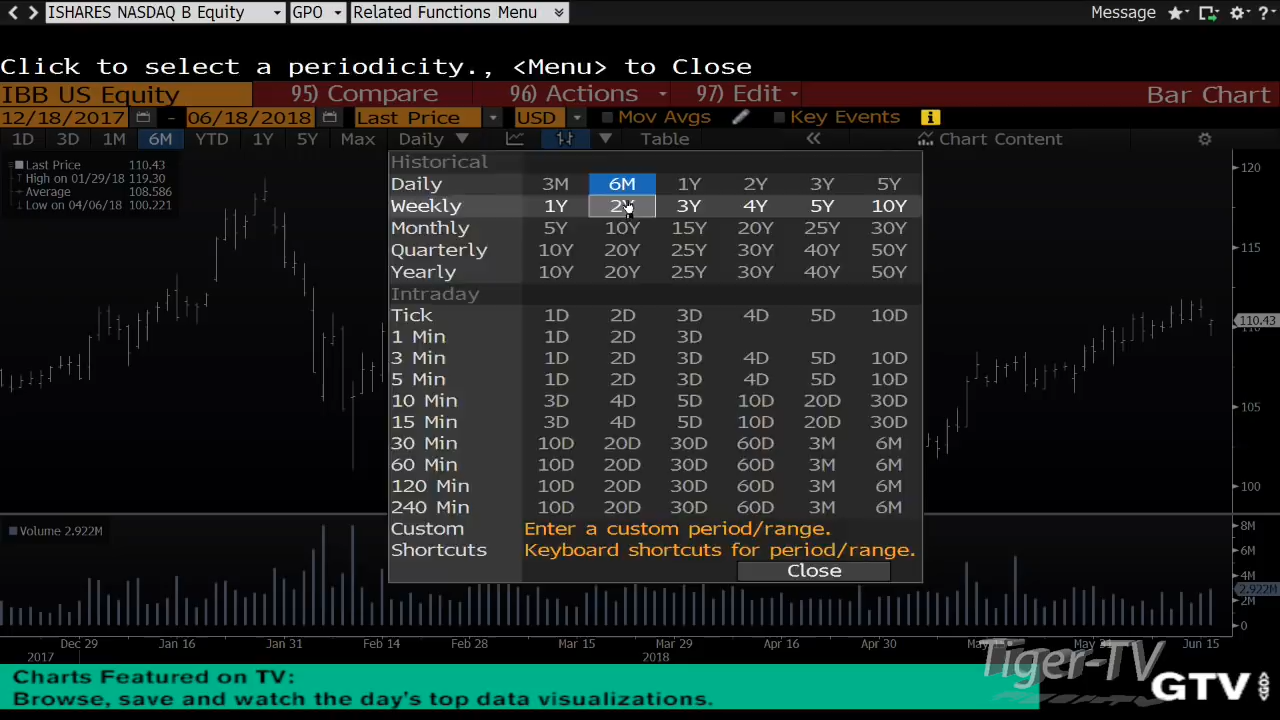 ISHARES NASDAQ B Equity GPO Related Functions Menu Message
Click to select a periodicity., <Menu> to Close
IBB US Equity 95) Compare 96) Actions 97) Edit Bar Chart
12/18/2017 - 06/18/2018 Last Price USD Mov Avgs Key Events
1D 3D 1M 6M YTD 1Y 5Y Max Daily Table « Chart Content
Last Price 110.43
High on 01/29/18 119.30
Average 108.586
Low on 04/06/18 100.221
Historical
Daily 3M 6M 1Y 2Y 3Y 5Y
Weekly 1Y 2Y 3Y 4Y 5Y 10Y
Monthly 5Y 10Y 15Y 20Y 25Y 30Y
Quarterly 10Y 20Y 25Y 30Y 40Y 50Y
Yearly 10Y 20Y 25Y 30Y 40Y 50Y
Intraday
Tick 1D 2D 3D 4D 5D 10D
1 Min 1D 2D 3D
3 Min 1D 2D 3D 4D 5D 10D
5 Min 1D 2D 3D 4D 5D 10D
10 Min 3D 4D 5D 10D 20D 30D
15 Min 3D 4D 5D 10D 20D 30D
30 Min 10D 20D 30D 60D 3M 6M
60 Min 10D 20D 30D 60D 3M 6M
120 Min 10D 20D 30D 60D 3M 6M
240 Min 10D 20D 30D 60D 3M 6M
Custom Enter a custom period/range.
Shortcuts Keyboard shortcuts for period/range.
Close
120
115
110.43
110
105
100
Volume 2.922M
8M
6M
4M
2.922M
2M
0
Dec 29 Jan 16 Jan 31 Feb 14 Feb 28 Mar 15 Mar 29 Apr 16 Apr 30 Jun 15
2017 2018
Tiger-TV
Charts Featured on TV:
Browse, save and watch the day's top data visualizations.
GTV GO